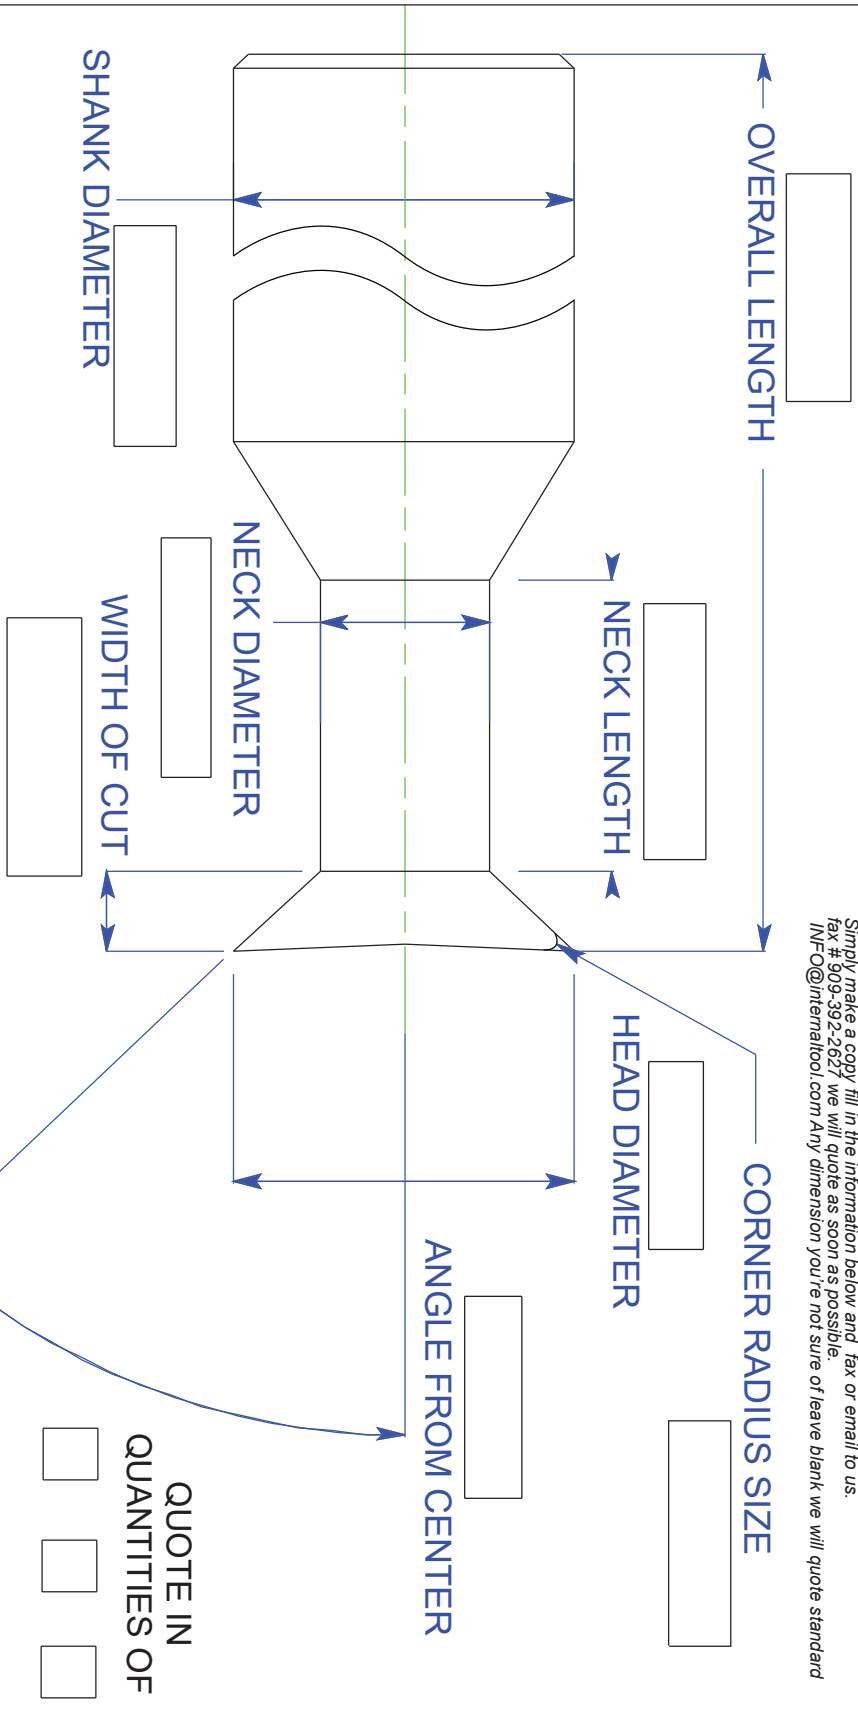 Simply make a copy fill in the information below and fax or email to us.
fax # 909-392-2627 we will quote as soon as possible.
INFO@internaltool.com Any dimension you're not sure of leave blank we will quote standard
OVERALL LENGTH
CORNER RADIUS SIZE
NECK LENGTH
HEAD DIAMETER
ANGLE FROM CENTER
NECK DIAMETER
WIDTH OF CUT
SHANK DIAMETER
QUOTE IN
QUANTITIES OF